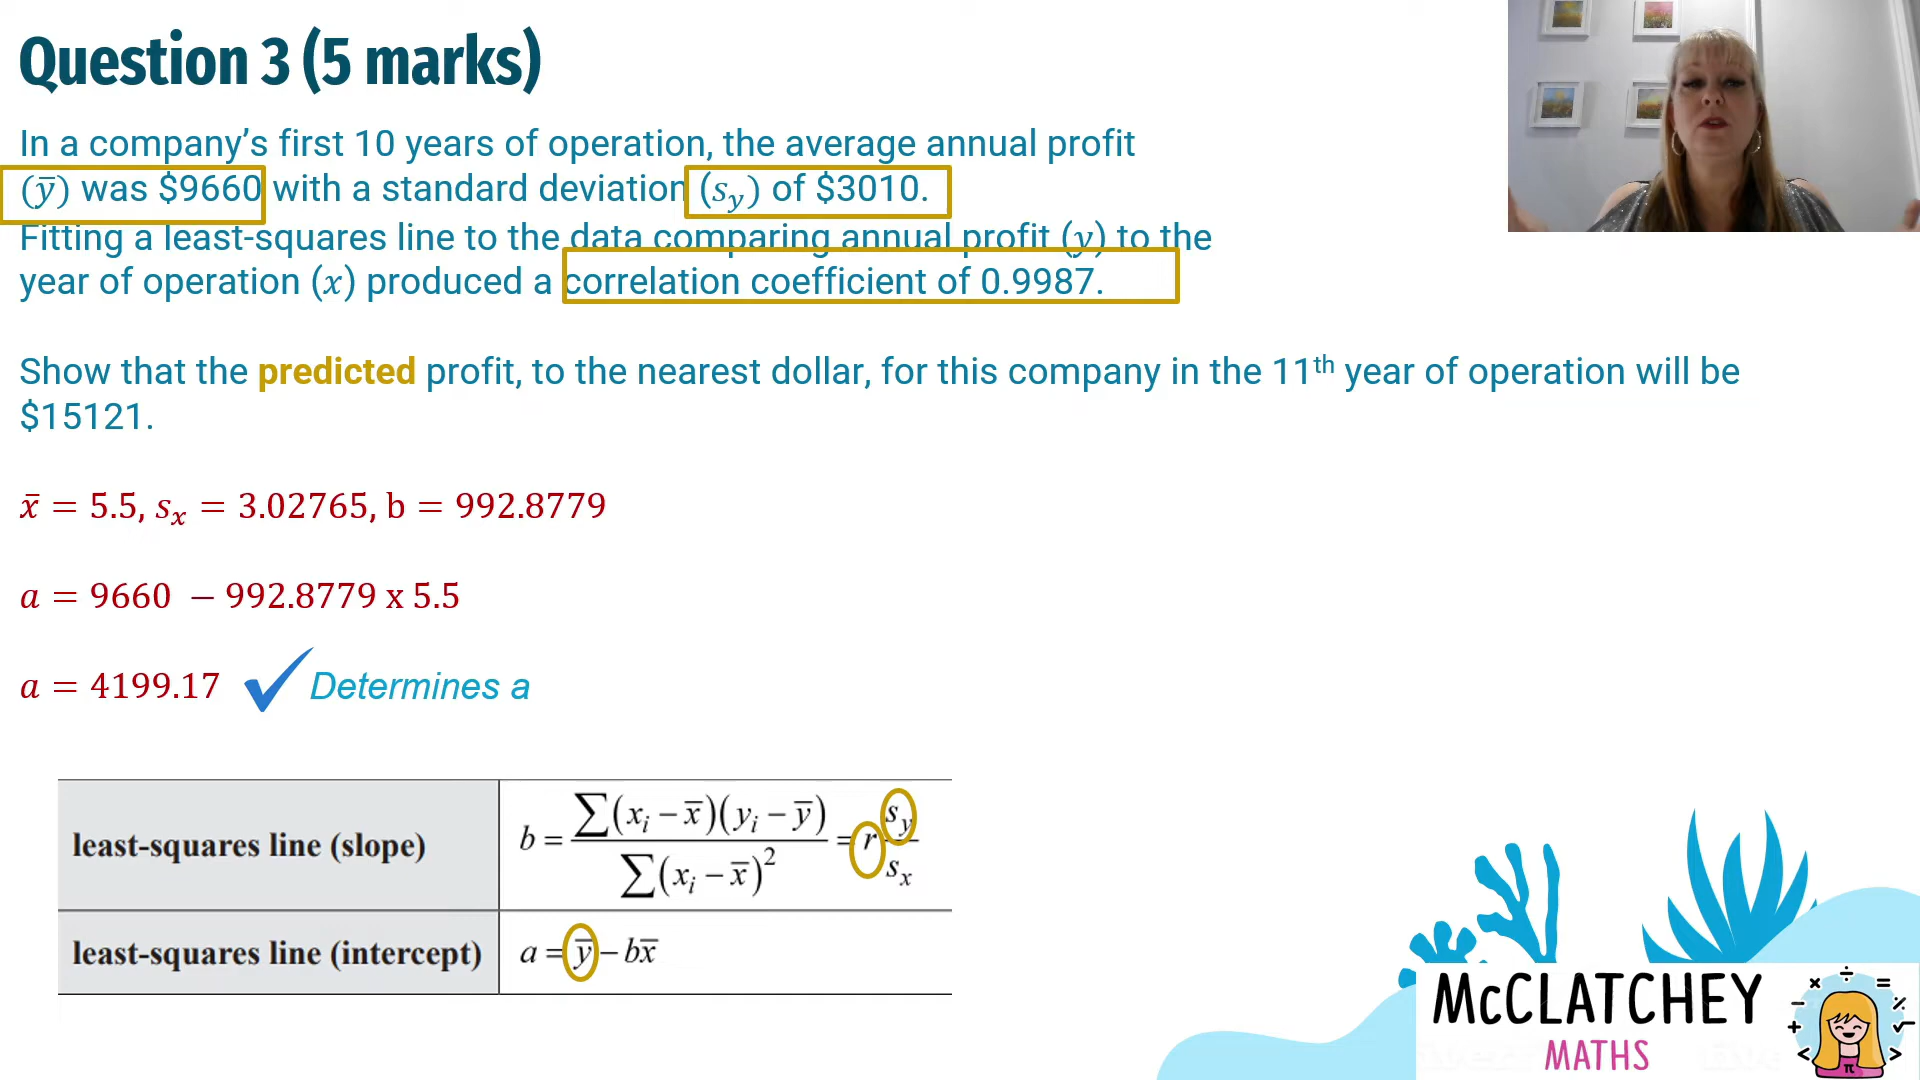 Question 3 (5 marks)
In a company’s first 10 years of operation, the average annual profit
(y̅) was $9660 with a standard deviation (sᵧ) of $3010.
Fitting a least-squares line to the data comparing annual profit (y) to the
year of operation (x) produced a correlation coefficient of 0.9987.
Show that the predicted profit, to the nearest dollar, for this company in the 11th year of operation will be
$15121.
x̅ = 5.5, sₓ = 3.02765, b = 992.8779
a = 9660 − 992.8779 x 5.5
a = 4199.17 Determines a
least-squares line (slope) b = ∑(xᵢ − x̅)(yᵢ − y̅) / ∑(xᵢ − x̅)² = r sᵧ / sₓ
least-squares line (intercept) a = y̅ − bx̅
McCLATCHEY
MATHS